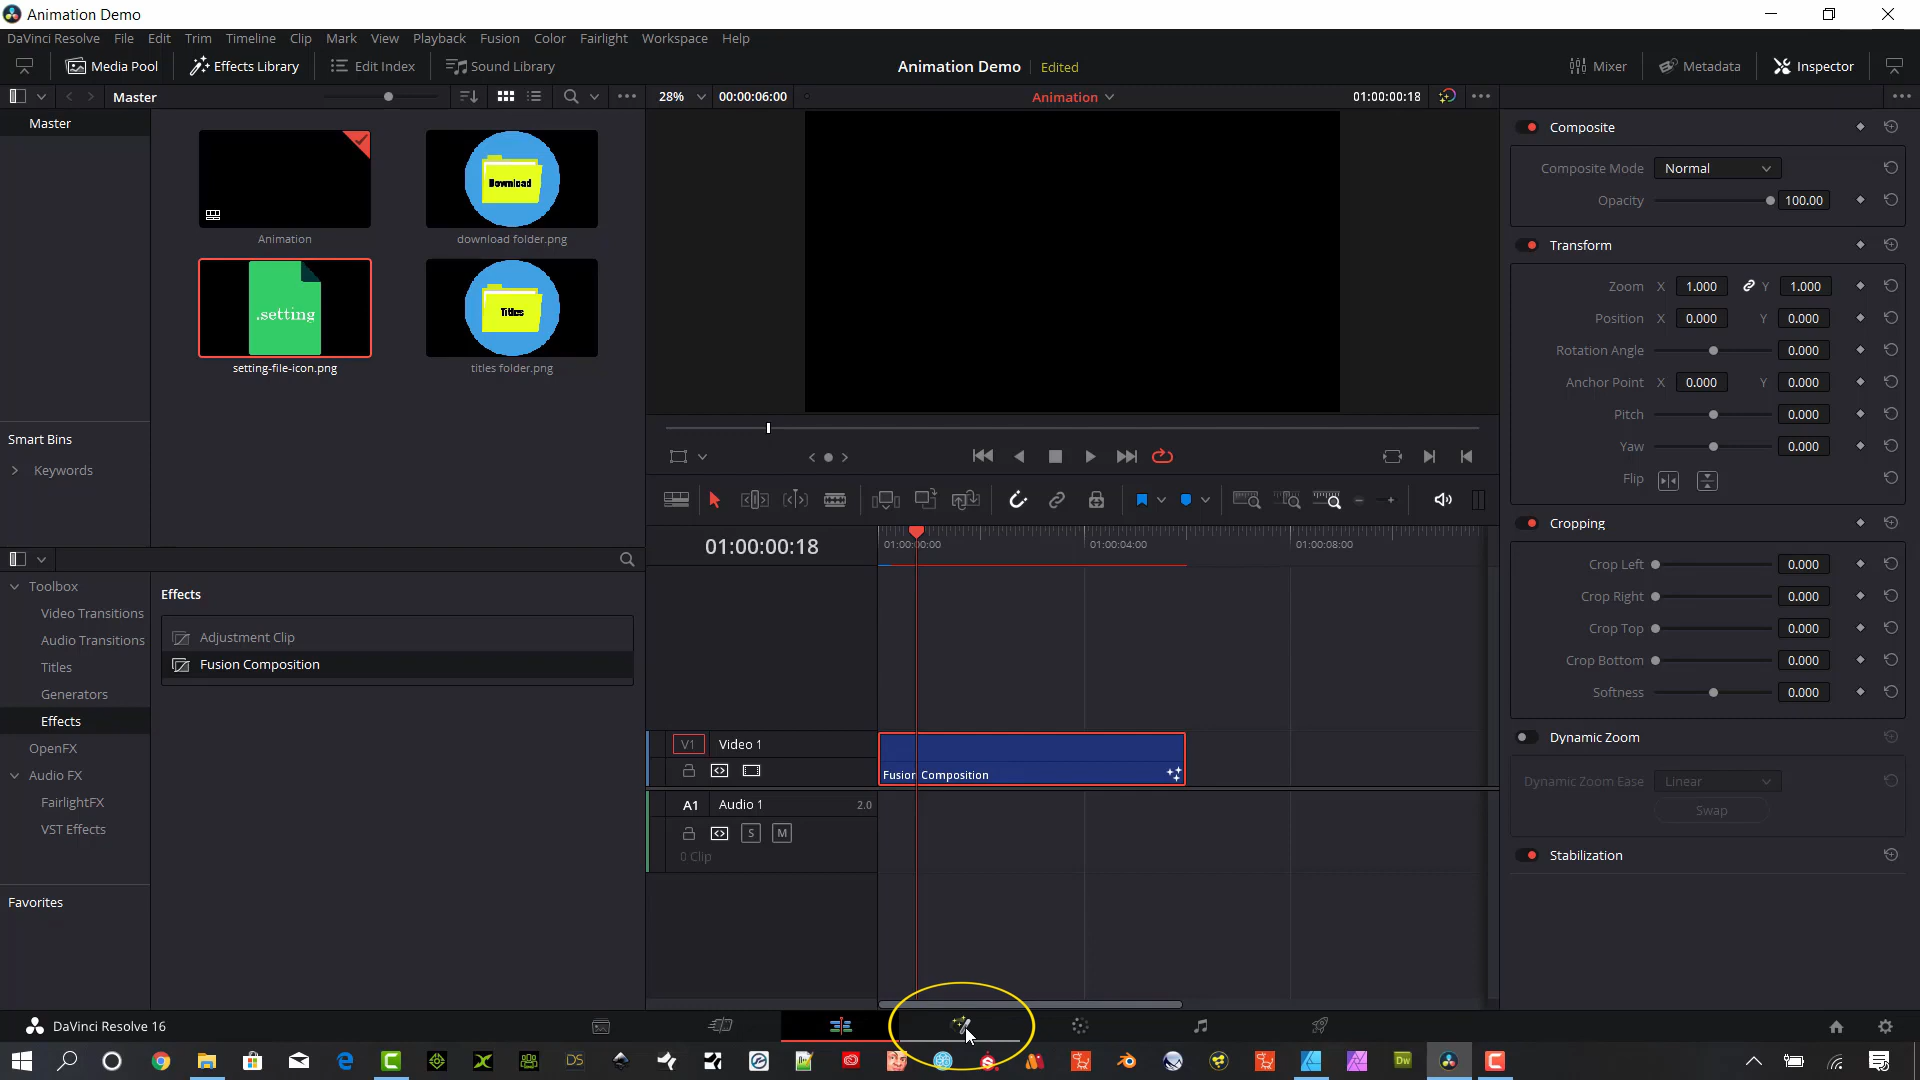 Animation Demo
DaVinci Resolve File Edit Trim Timeline Clip Mark View Playback Fusion Color Fairlight Workspace Help
Media Pool Effects Library Edit Index Sound Library Animation Demo Edited Mixer Metadata Inspector
Master 28% 00:00:06:00 Animation 01:00:00:18
Master
Download
Animation
download folder.png
.setting
Titles
setting-file-icon.png
titles folder.png
Smart Bins
Keywords
Composite
Composite Mode Normal
Opacity 100.00
Transform
Zoom X 1.000 Y 1.000
Position X 0.000 Y 0.000
Rotation Angle 0.000
Anchor Point X 0.000 Y 0.000
Pitch 0.000
Yaw 0.000
Flip
Cropping
Crop Left 0.000
Crop Right 0.000
Crop Top 0.000
Crop Bottom 0.000
Softness 0.000
Dynamic Zoom
Dynamic Zoom Ease Linear
Swap
Stabilization
01:00:00:18
01:00:00:00 01:00:04:00 01:00:08:00
Toolbox
Video Transitions
Audio Transitions
Titles
Generators
Effects
OpenFX
Audio FX
FairlightFX
VST Effects
Favorites
Effects
Adjustment Clip
Fusion Composition
V1 Video 1
Fusion Composition
A1 Audio 1 2.0
S M
0 Clip
DaVinci Resolve 16
DS
Dw